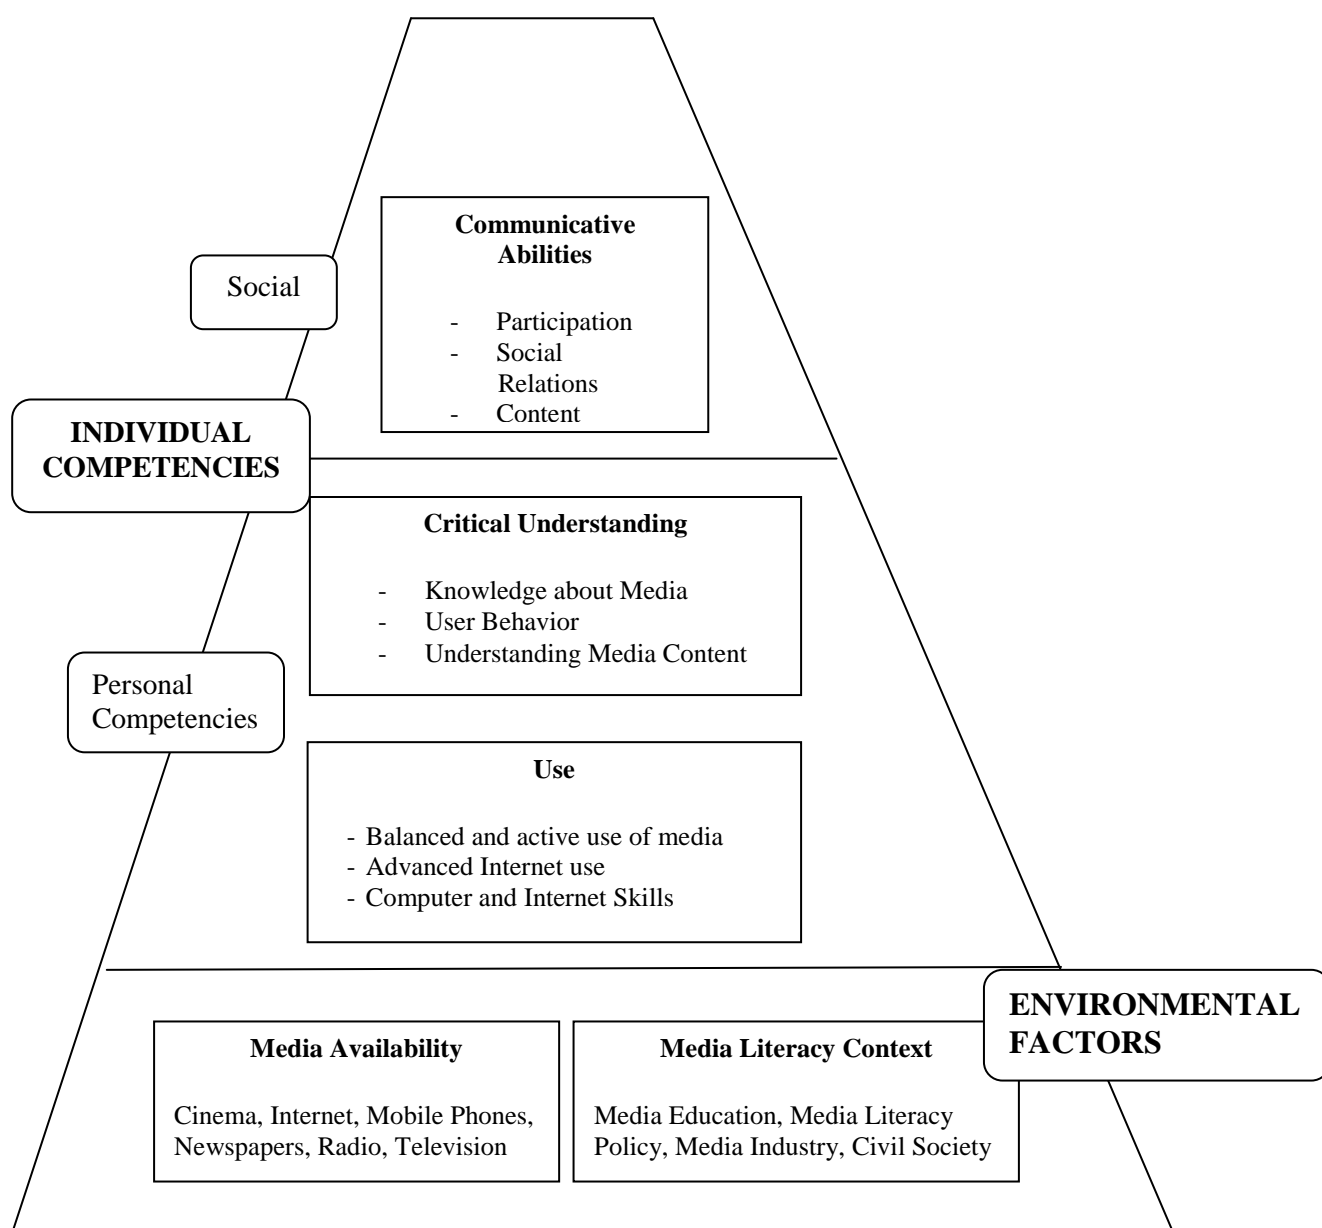 Communicative
Abilities
- Participation
- Social
Relations
- Content
Social
INDIVIDUAL
COMPETENCIES
Critical Understanding
- Knowledge about Media
- User Behavior
- Understanding Media Content
Personal
Competencies
Use
- Balanced and active use of media
- Advanced Internet use
- Computer and Internet Skills
ENVIRONMENTAL
FACTORS
Media Availability
Cinema, Internet, Mobile Phones,
Newspapers, Radio, Television
Media Literacy Context
Media Education, Media Literacy
Policy, Media Industry, Civil Society